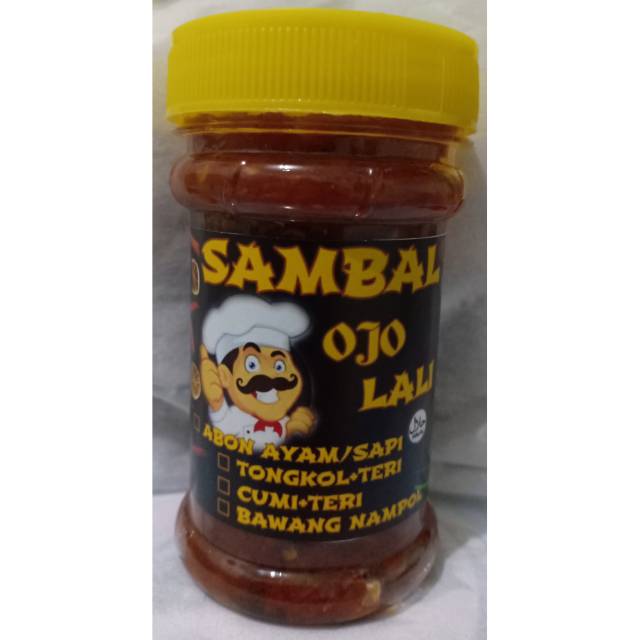 SAMBAL
OJO
LALI
ABON AYAM/SAPI
TONGKOL+TERI
CUMI+TERI
BAWANG NAMPOL